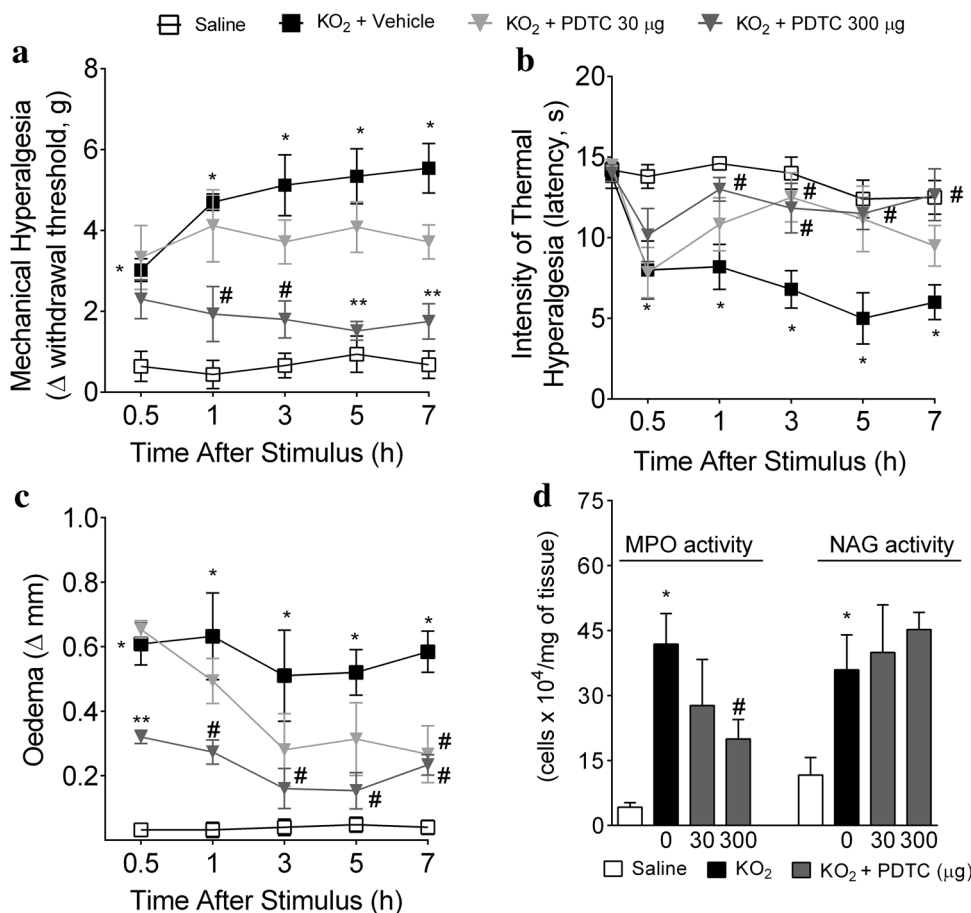 Saline KO₂ + Vehicle KO₂ + PDTC 30 µg KO₂ + PDTC 300 µg
a
Mechanical Hyperalgesia
(Δ withdrawal threshold, g)
8
6
4
2
0
* * * * *
# # ** **
0.5 1 3 5 7
Time After Stimulus (h)
b
Intensity of Thermal
Hyperalgesia (latency, s)
20
15
10
5
0
# # # #
#
* * * * *
0.5 1 3 5 7
Time After Stimulus (h)
c
Oedema (Δ mm)
1.0
0.8
0.6
0.4
0.2
* * * * *
** # # # #
#
0.5 1 3 5 7
Time After Stimulus (h)
d
(cells x 10⁴/mg of tissue)
75
60
45
30
15
0
MPO activity NAG activity
* # *
0 30 300 0 30 300
Saline KO₂ KO₂ + PDTC (µg)